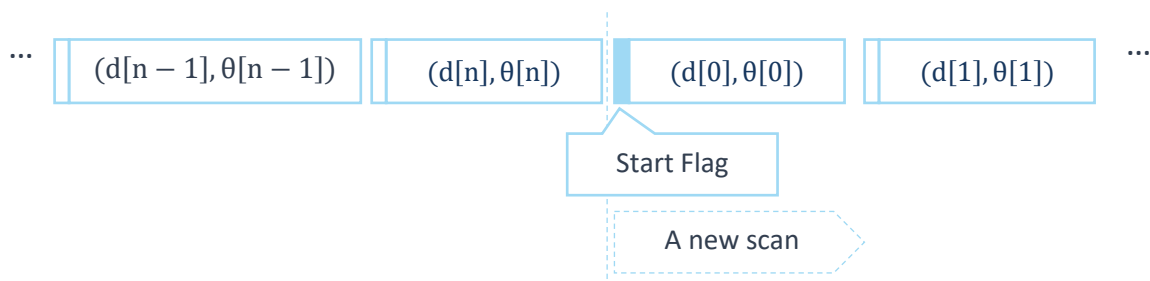 ... (d[n − 1], θ[n − 1]) (d[n], θ[n]) (d[0], θ[0]) (d[1], θ[1]) ...
Start Flag
A new scan